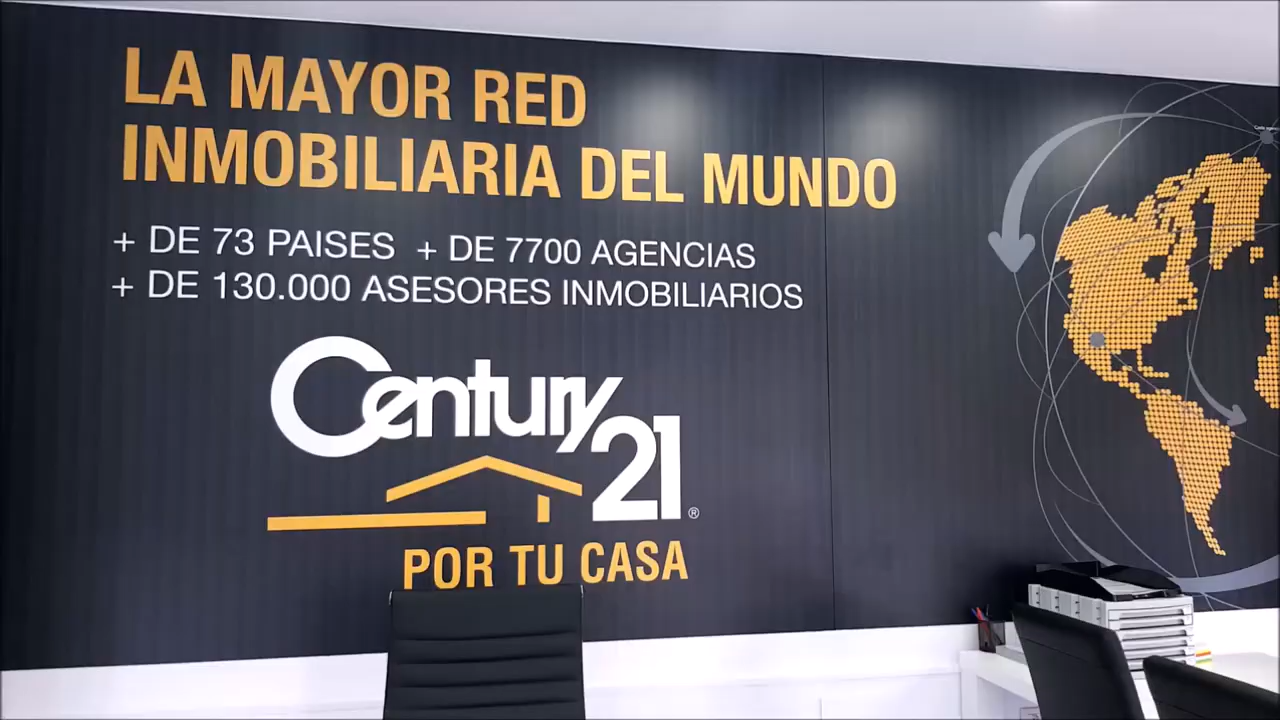 LA MAYOR RED
INMOBILIARIA DEL MUNDO
+ DE 73 PAISES + DE 7700 AGENCIAS
+ DE 130.000 ASESORES INMOBILIARIOS
Century
21®
POR TU CASA